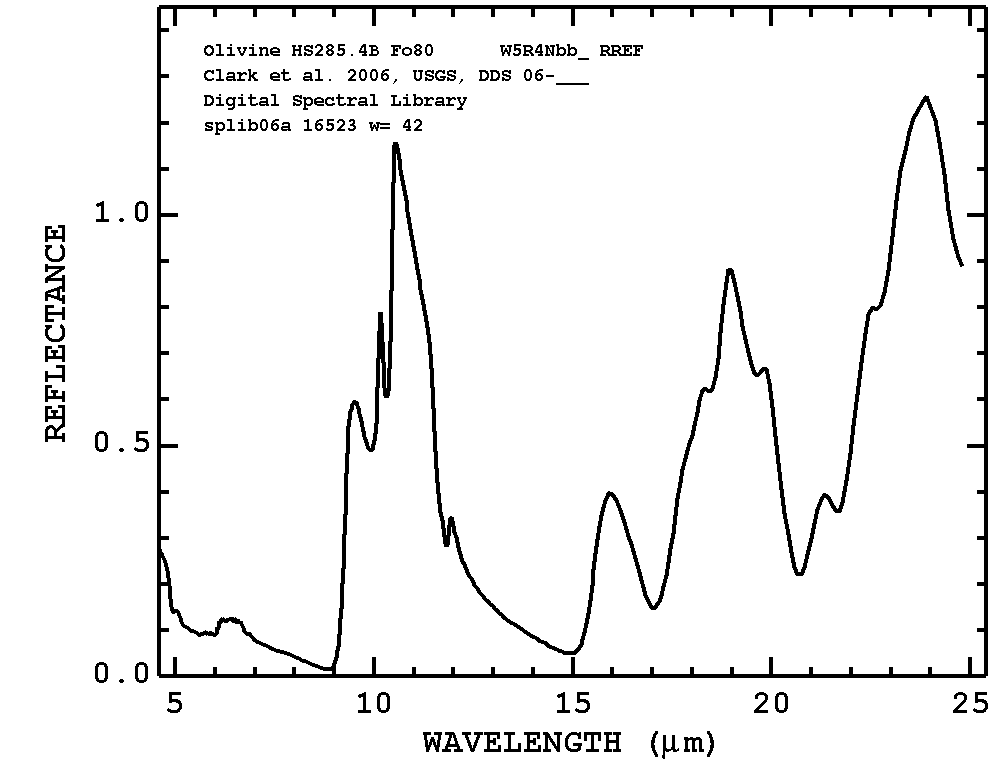 Olivine HS285.4B Fo80 W5R4Nbb_ RREF
Clark et al. 2006, USGS, DDS 06-___
Digital Spectral Library
splib06a 16523 w= 42
REFLECTANCE
1.0
0.5
0.0
5 10 15 20 25
WAVELENGTH (μm)